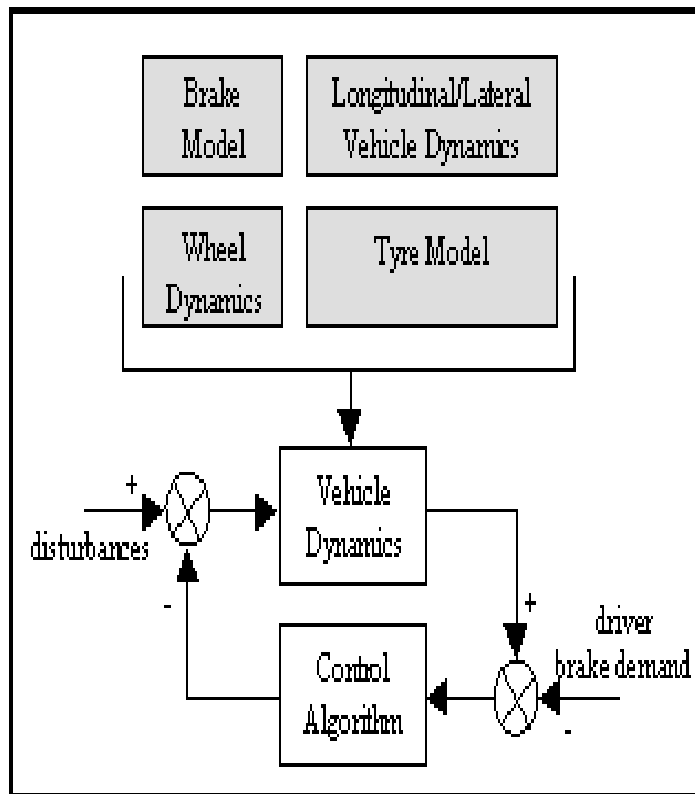 Brake
Model
Longitudinal/Lateral
Vehicle Dynamics
Wheel
Dynamics
Tyre Model
+
disturbances
-
Vehicle
Dynamics
+
driver
brake demand
-
Control
Algorithm